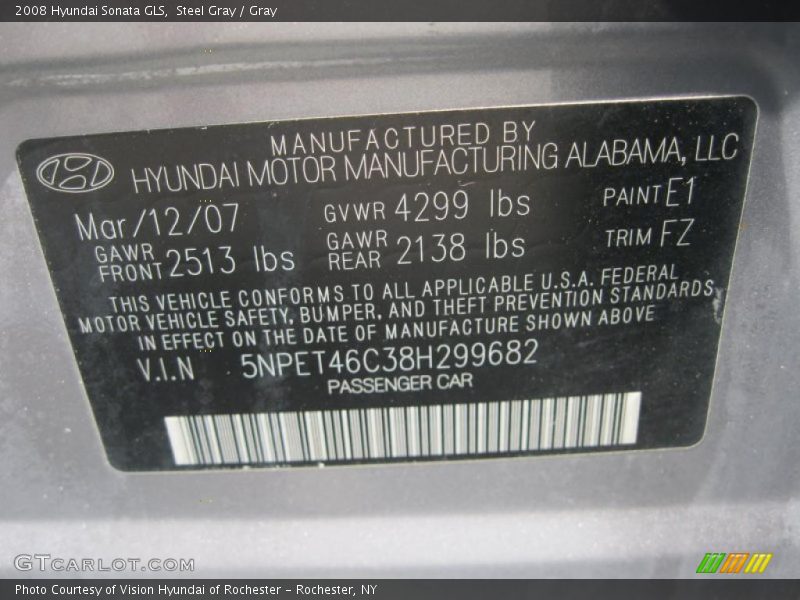 2008 Hyundai Sonata GLS,  Steel Gray / Gray
MANUFACTURED BY
HYUNDAI MOTOR MANUFACTURING ALABAMA, LLC
Mar/12/07 GVWR 4299 lbs PAINT E1
GAWR FRONT 2513 lbs GAWR REAR 2138 lbs TRIM FZ
THIS VEHICLE CONFORMS TO ALL APPLICABLE U.S.A. FEDERAL
MOTOR VEHICLE SAFETY, BUMPER, AND THEFT PREVENTION STANDARDS
IN EFFECT ON THE DATE OF MANUFACTURE SHOWN ABOVE
V.I.N 5NPET46C38H299682
PASSENGER CAR
GTCARLOT.COM
Photo Courtesy of Vision Hyundai of Rochester – Rochester, NY